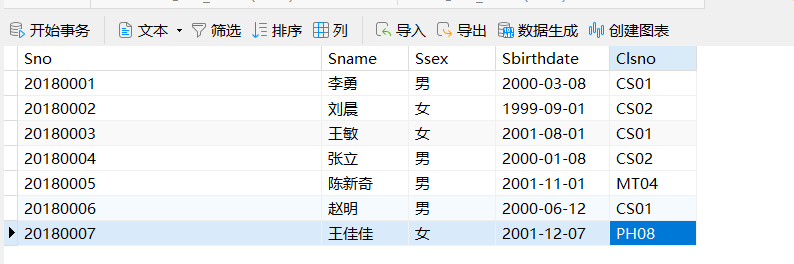 开始事务 文本 筛选 排序 列 导入 导出 数据生成 创建图表
Sno Sname Ssex Sbirthdate Clsno
20180001 李勇 男 2000-03-08 CS01
20180002 刘晨 女 1999-09-01 CS02
20180003 王敏 女 2001-08-01 CS01
20180004 张立 男 2000-01-08 CS02
20180005 陈新奇 男 2001-11-01 MT04
20180006 赵明 男 2000-06-12 CS01
20180007 王佳佳 女 2001-12-07 PH08